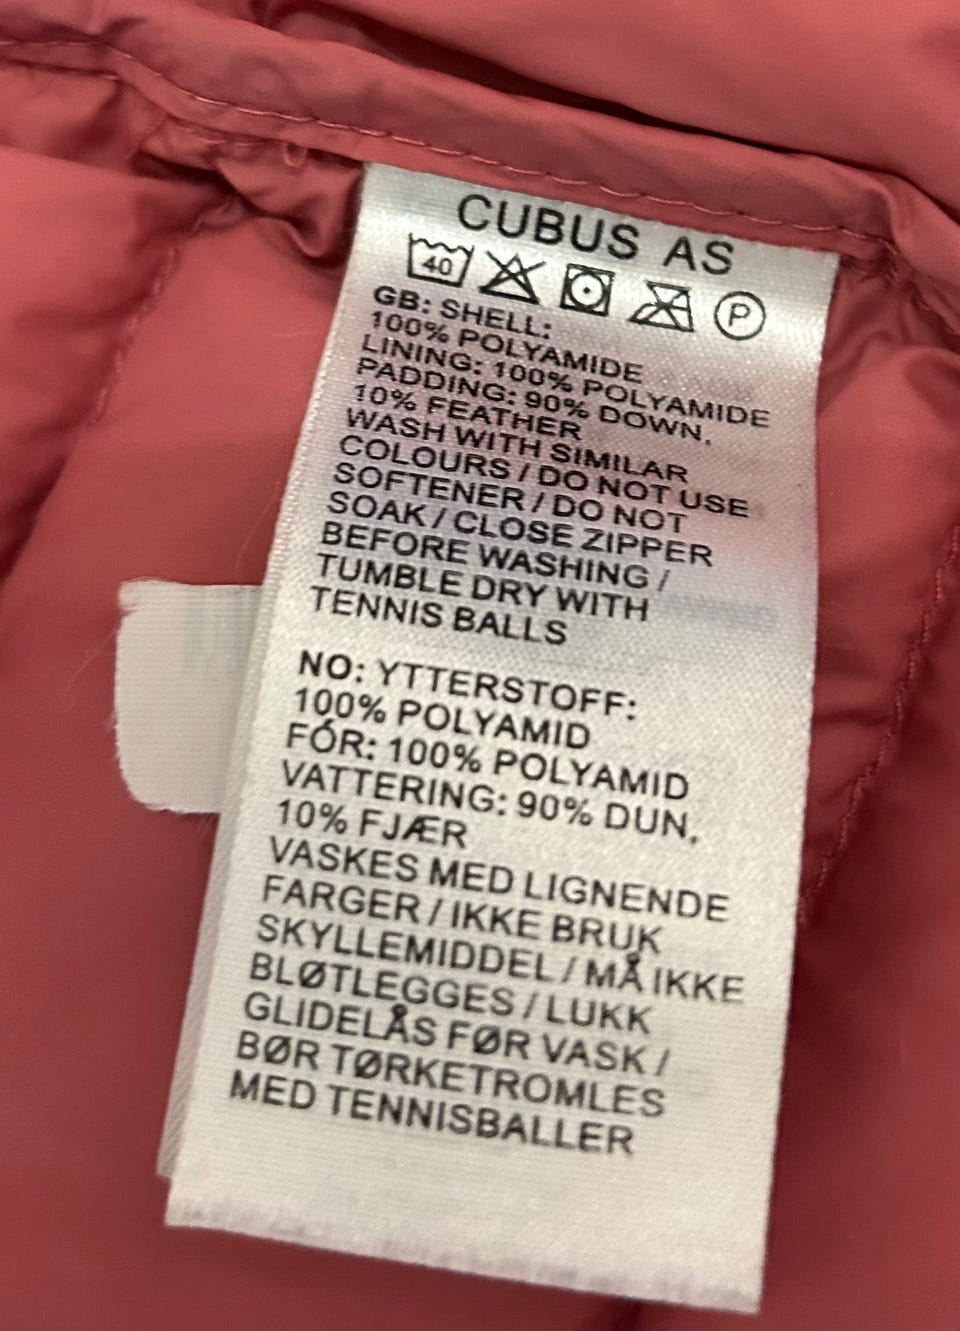 CUBUS AS
40 P
GB: SHELL:
100% POLYAMIDE
LINING: 100% POLYAMIDE
PADDING: 90% DOWN,
10% FEATHER
WASH WITH SIMILAR
COLOURS / DO NOT USE
SOFTENER / DO NOT
SOAK / CLOSE ZIPPER
BEFORE WASHING /
TUMBLE DRY WITH
TENNIS BALLS
NO: YTTERSTOFF:
100% POLYAMID
FÓR: 100% POLYAMID
VATTERING: 90% DUN,
10% FJÆR
VASKES MED LIGNENDE
FARGER / IKKE BRUK
SKYLLEMIDDEL / MÅ IKKE
BLØTLEGGES / LUKK
GLIDELÅS FØR VASK /
BØR TØRKETROMLES
MED TENNISBALLER